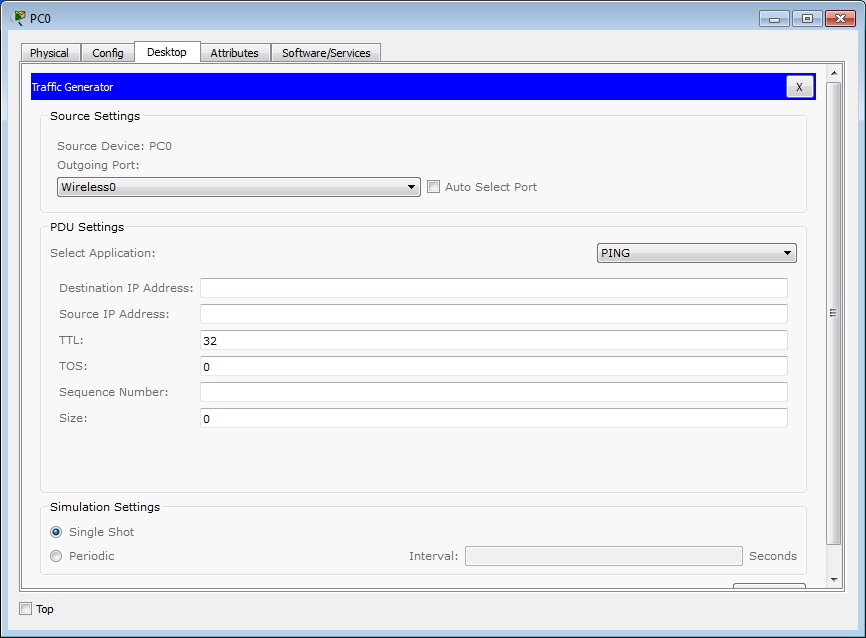 PC0
Physical Config Desktop Attributes Software/Services
Traffic Generator X
Source Settings
Source Device: PC0
Outgoing Port:
Wireless0 Auto Select Port
PDU Settings
Select Application: PING
Destination IP Address:
Source IP Address:
TTL: 32
TOS: 0
Sequence Number:
Size: 0
Simulation Settings
Single Shot
Periodic Interval: Seconds
Top